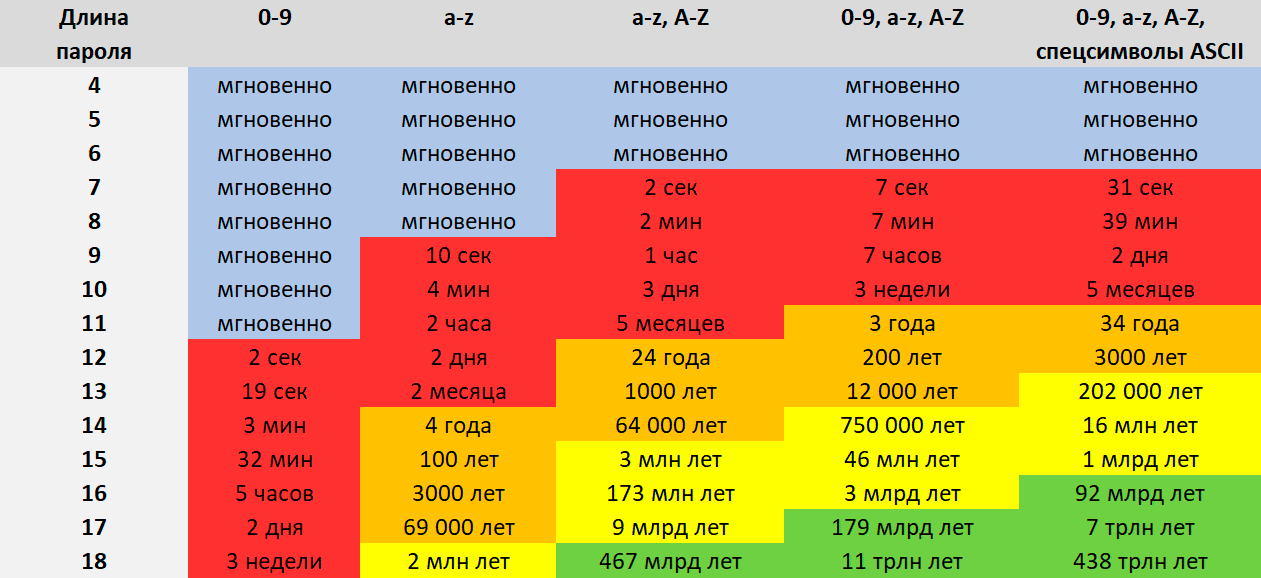 Длина 0-9 a-z a-z, A-Z 0-9, a-z, A-Z 0-9, a-z, A-Z,
пароля спецсимволы ASCII
4 мгновенно мгновенно мгновенно мгновенно мгновенно
5 мгновенно мгновенно мгновенно мгновенно мгновенно
6 мгновенно мгновенно мгновенно мгновенно мгновенно
7 мгновенно мгновенно 2 сек 7 сек 31 сек
8 мгновенно мгновенно 2 мин 7 мин 39 мин
9 мгновенно 10 сек 1 час 7 часов 2 дня
10 мгновенно 4 мин 3 дня 3 недели 5 месяцев
11 мгновенно 2 часа 5 месяцев 3 года 34 года
12 2 сек 2 дня 24 года 200 лет 3000 лет
13 19 сек 2 месяца 1000 лет 12 000 лет 202 000 лет
14 3 мин 4 года 64 000 лет 750 000 лет 16 млн лет
15 32 мин 100 лет 3 млн лет 46 млн лет 1 млрд лет
16 5 часов 3000 лет 173 млн лет 3 млрд лет 92 млрд лет
17 2 дня 69 000 лет 9 млрд лет 179 млрд лет 7 трлн лет
18 3 недели 2 млн лет 467 млрд лет 11 трлн лет 438 трлн лет